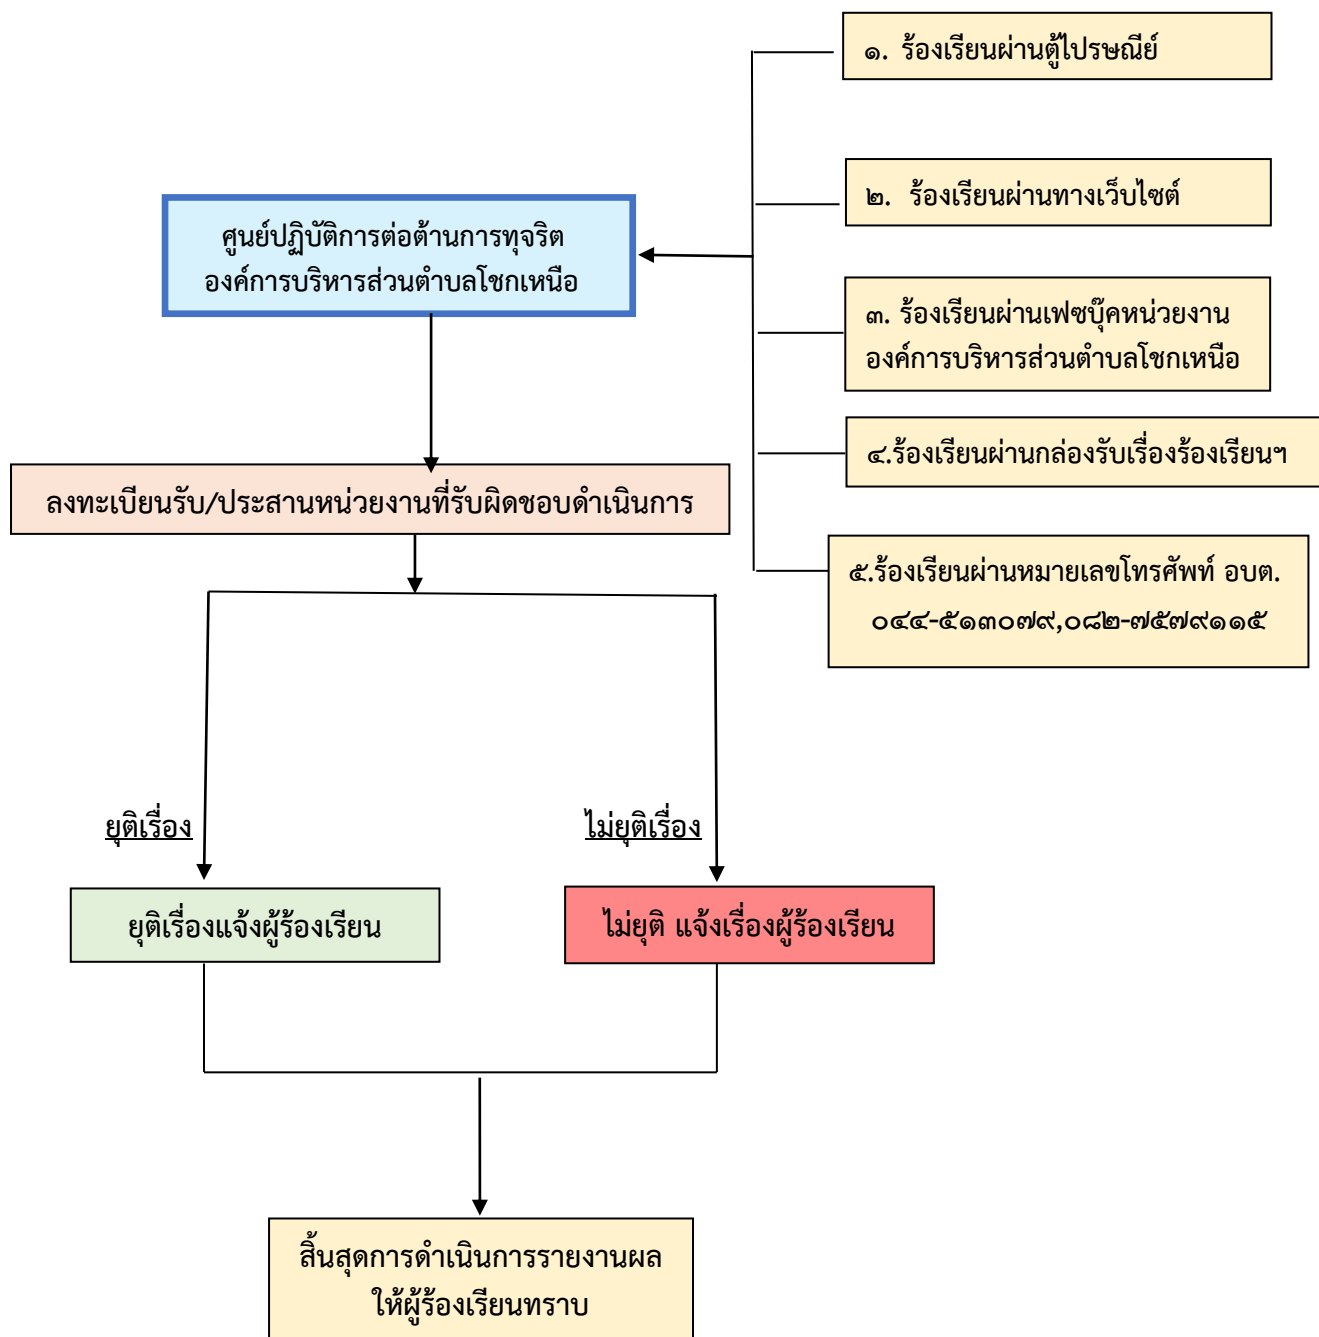 ๑. ร้องเรียนผ่านตู้ไปรษณีย์
๒. ร้องเรียนผ่านทางเว็บไซต์
ศูนย์ปฏิบัติการต่อต้านการทุจริต
องค์การบริหารส่วนตำบลโชกเหนือ
๓. ร้องเรียนผ่านเฟซบุ๊คหน่วยงาน
องค์การบริหารส่วนตำบลโชกเหนือ
๔.ร้องเรียนผ่านกล่องรับเรื่องร้องเรียนฯ
ลงทะเบียนรับ/ประสานหน่วยงานที่รับผิดชอบดำเนินการ
๕.ร้องเรียนผ่านหมายเลขโทรศัพท์ อบต.
๐๔๔-๕๑๓๐๗๙,๐๘๒-๗๕๗๙๑๑๕
ยุติเรื่อง
ไม่ยุติเรื่อง
ยุติเรื่องแจ้งผู้ร้องเรียน
ไม่ยุติ แจ้งเรื่องผู้ร้องเรียน
สิ้นสุดการดำเนินการรายงานผล
ให้ผู้ร้องเรียนทราบ